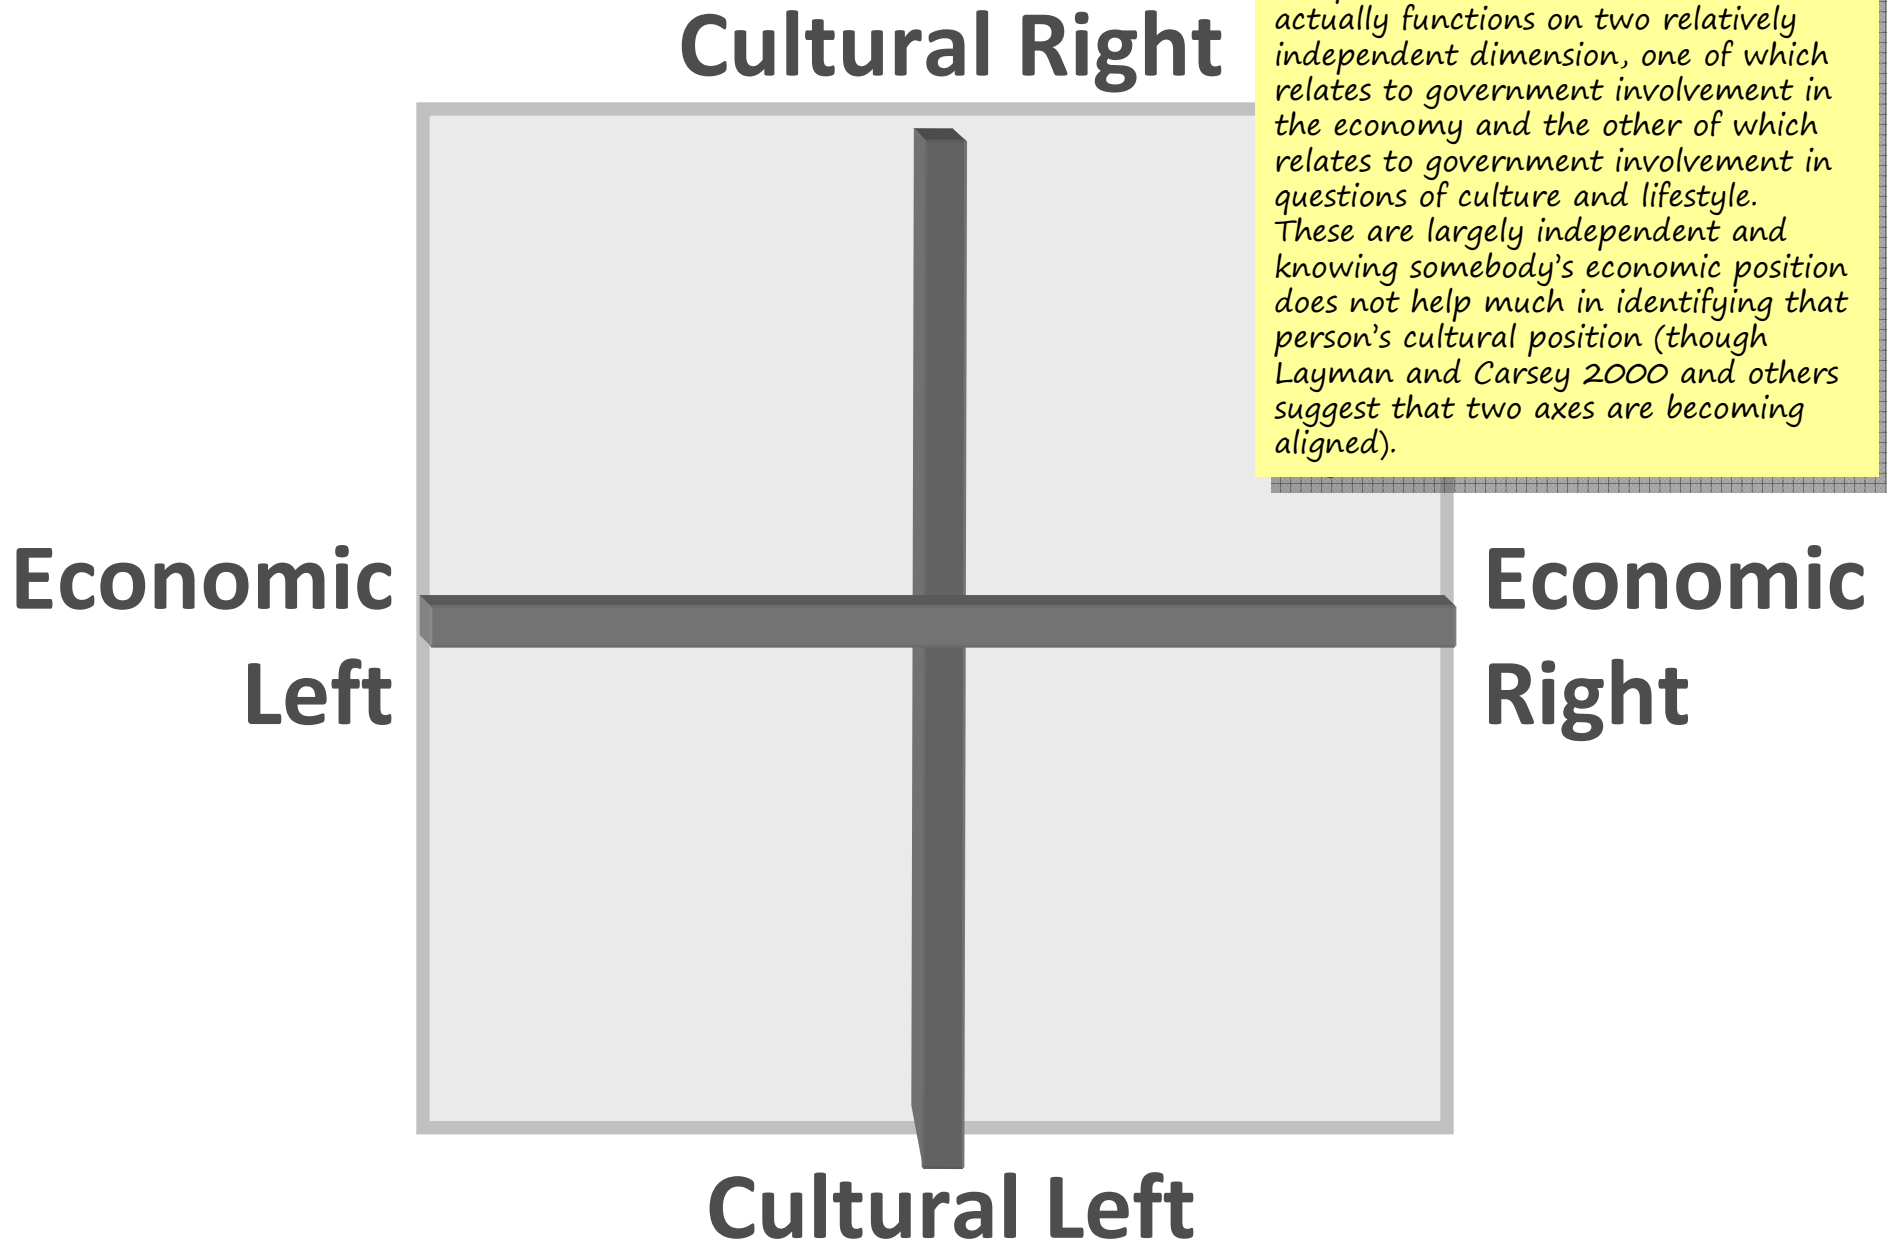 Cultural Right
actually functions on two relatively
independent dimension, one of which
relates to government involvement in
the economy and the other of which
relates to government involvement in
questions of culture and lifestyle.
These are largely independent and
knowing somebody's economic position
does not help much in identifying that
person's cultural position (though
Layman and Carsey 2000 and others
suggest that two axes are becoming
aligned).
Economic
Left
Economic
Right
Cultural Left